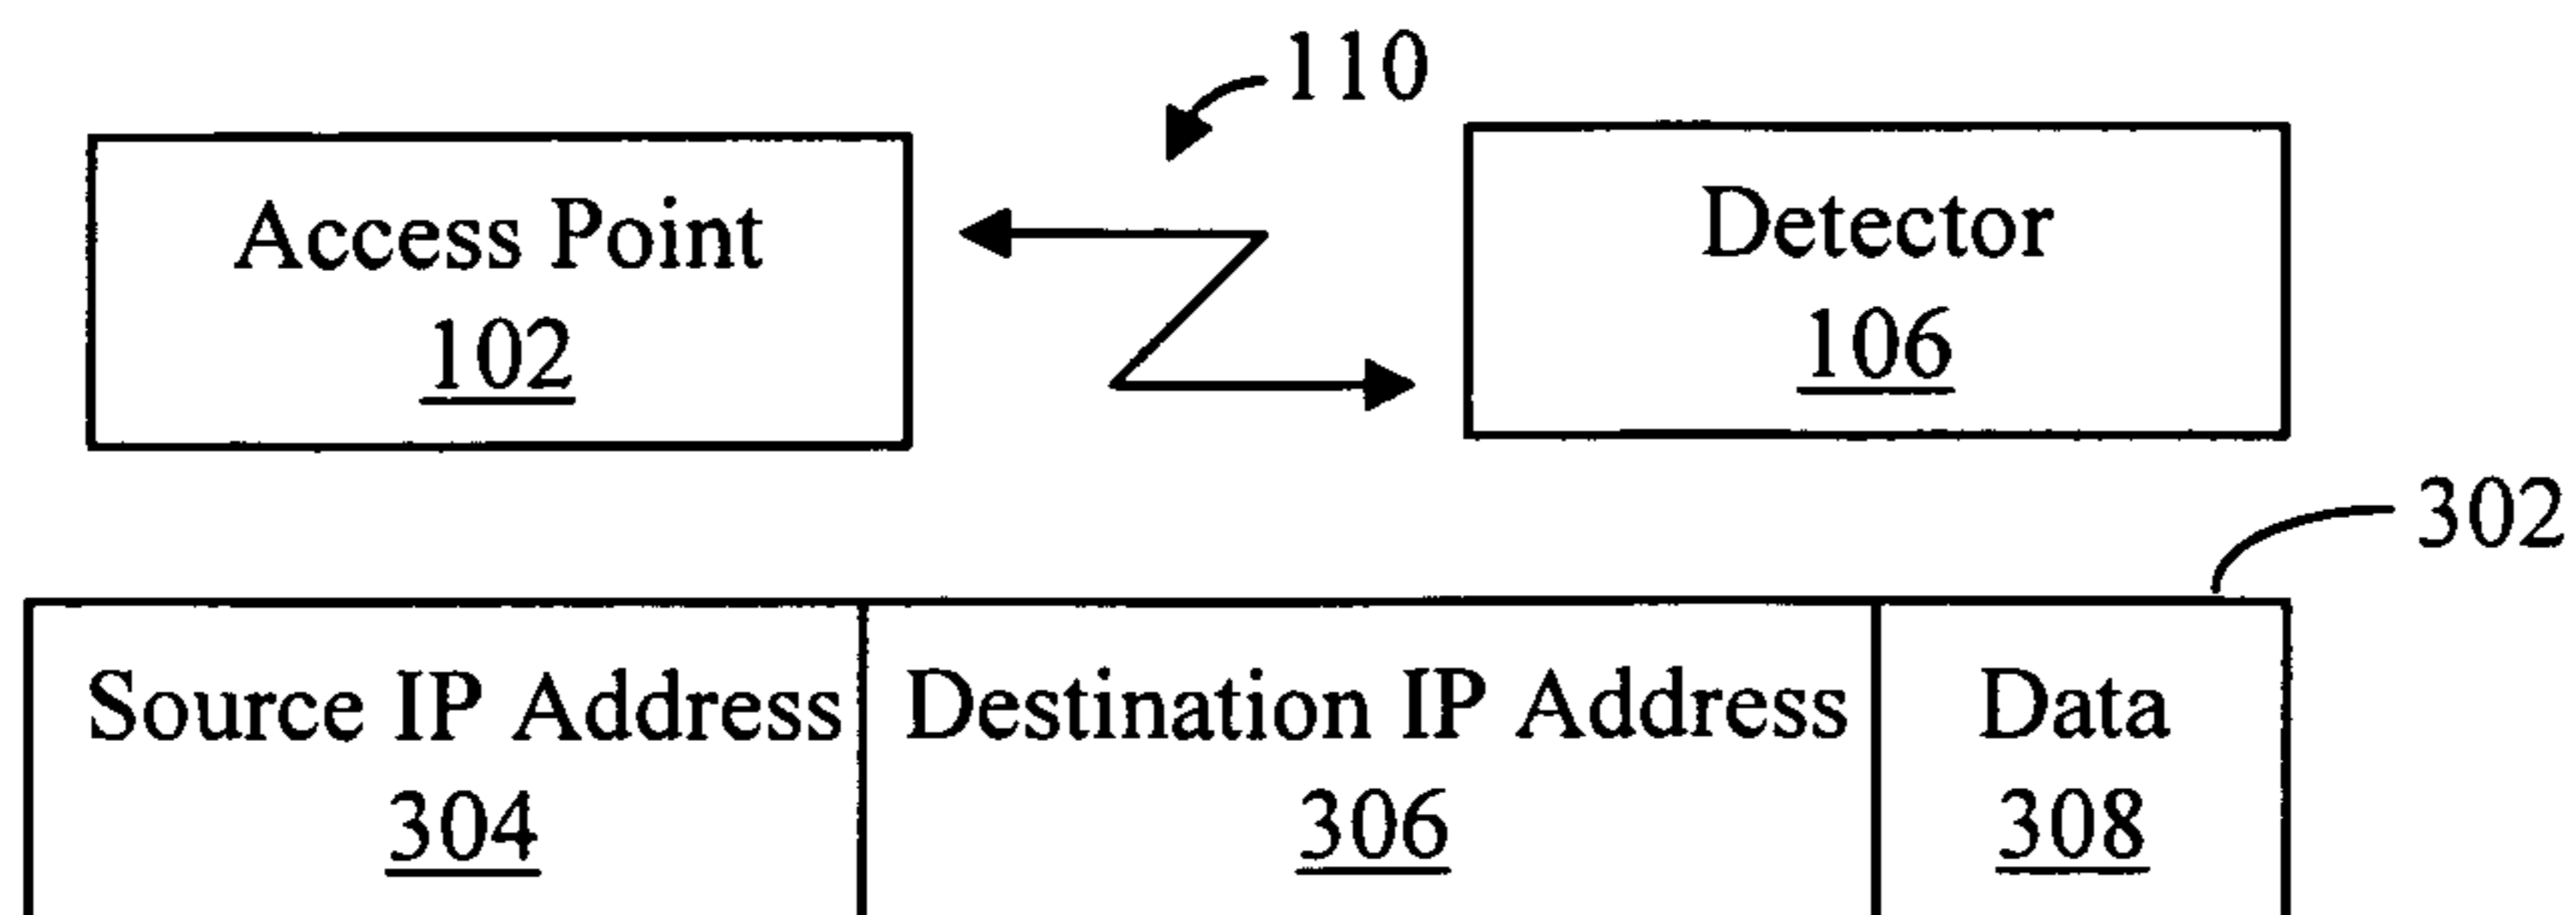 110
Access Point
102
Detector
106
302
Source IP Address
304
Destination IP Address
306
Data
308